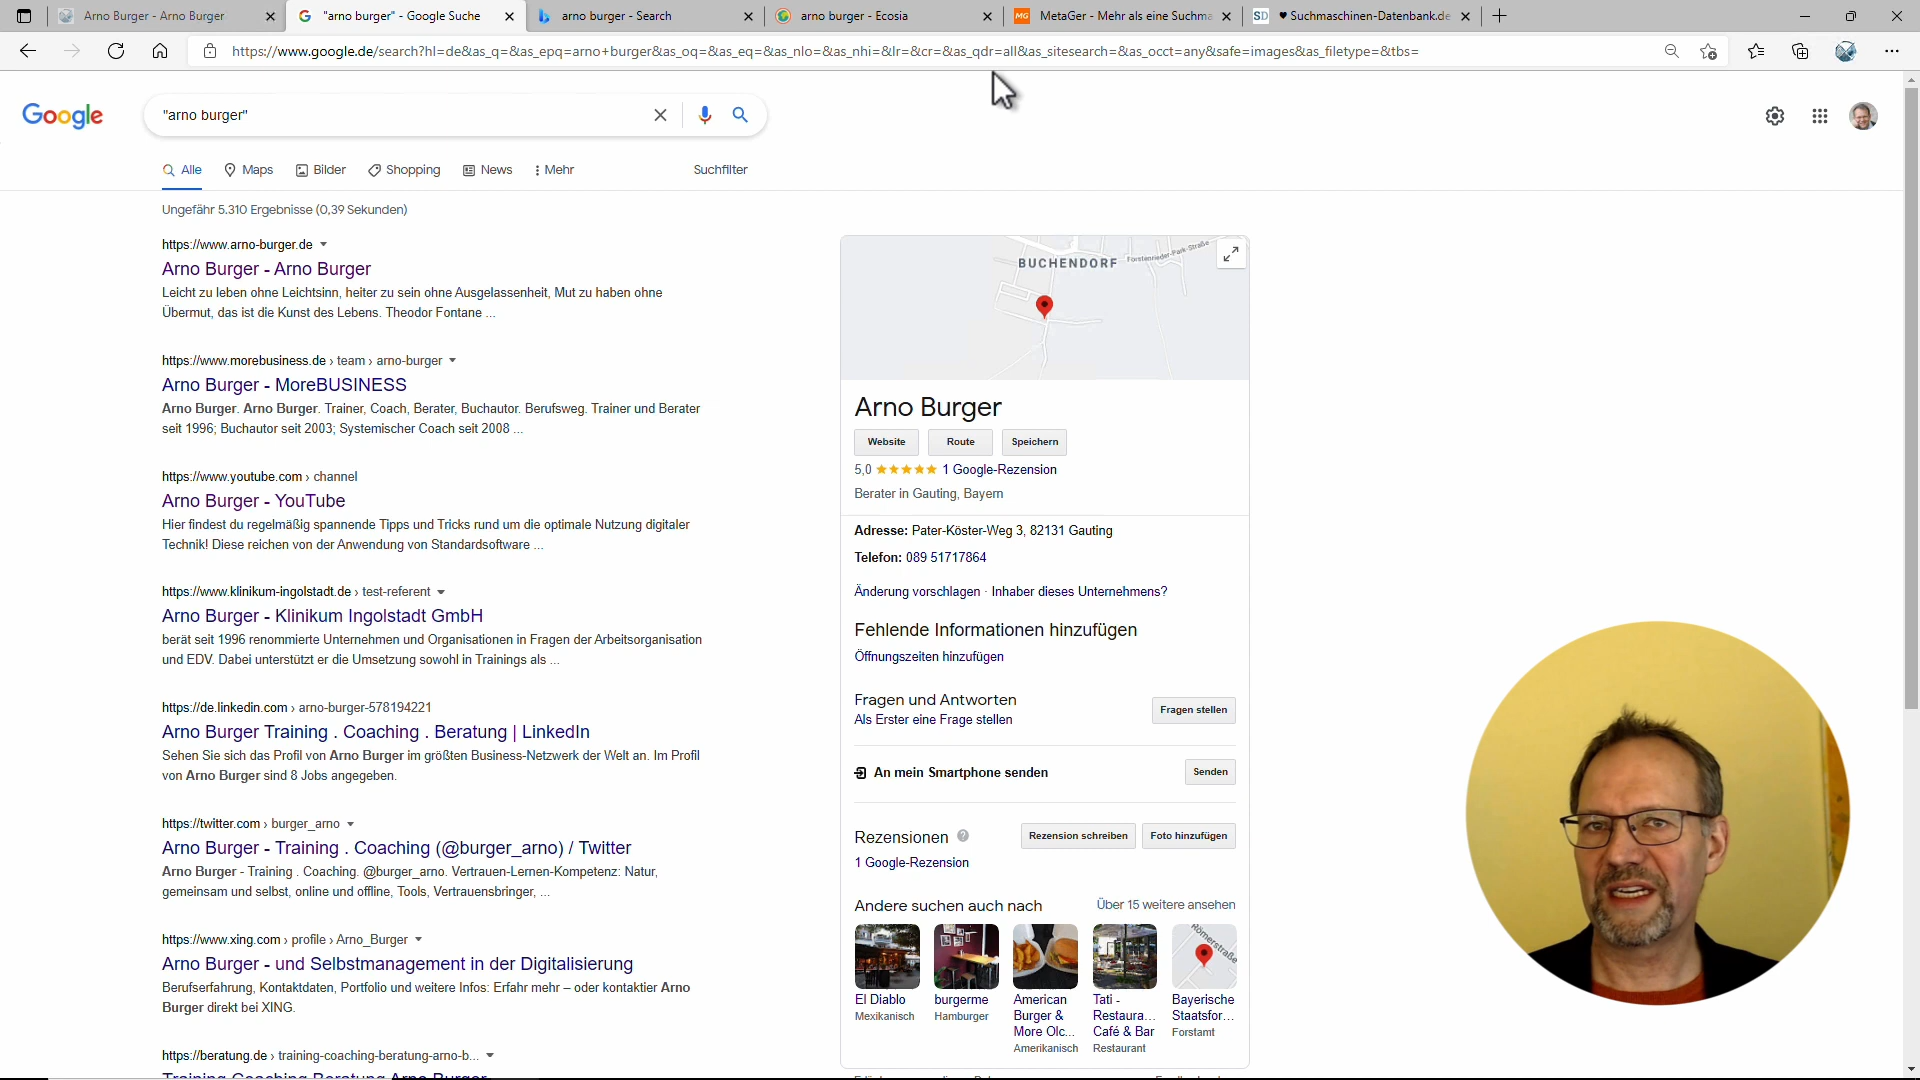 Arno Burger - Arno Burger
"arno burger" - Google Suche
arno burger - Search
arno burger - Ecosia
MG MetaGer - Mehr als eine Suchma
SD ♥ Suchmaschinen-Datenbank.de
https://www.google.de/search?hl=de&as_q=&as_epq=arno+burger&as_oq=&as_eq=&as_nlo=&as_nhi=&lr=&cr=&as_qdr=all&as_sitesearch=&as_occt=any&safe=images&as_filetype=&tbs=
Google
"arno burger"
Alle Maps Bilder Shopping News Mehr Suchfilter
Ungefähr 5.310 Ergebnisse (0,39 Sekunden)
https://www.arno-burger.de
Arno Burger - Arno Burger
Leicht zu leben ohne Leichtsinn, heiter zu sein ohne Ausgelassenheit, Mut zu haben ohne
Übermut, das ist die Kunst des Lebens. Theodor Fontane ...
https://www.morebusiness.de › team › arno-burger
Arno Burger - MoreBUSINESS
Arno Burger. Arno Burger. Trainer, Coach, Berater, Buchautor. Berufsweg. Trainer und Berater
seit 1996; Buchautor seit 2003; Systemischer Coach seit 2008 ...
https://www.youtube.com › channel
Arno Burger - YouTube
Hier findest du regelmäßig spannende Tipps und Tricks rund um die optimale Nutzung digitaler
Technik! Diese reichen von der Anwendung von Standardsoftware ...
https://www.klinikum-ingolstadt.de › test-referent
Arno Burger - Klinikum Ingolstadt GmbH
berät seit 1996 renommierte Unternehmen und Organisationen in Fragen der Arbeitsorganisation
und EDV. Dabei unterstützt er die Umsetzung sowohl in Trainings als ...
https://de.linkedin.com › arno-burger-578194221
Arno Burger Training . Coaching . Beratung | LinkedIn
Sehen Sie sich das Profil von Arno Burger im größten Business-Netzwerk der Welt an. Im Profil
von Arno Burger sind 8 Jobs angegeben.
https://twitter.com › burger_arno
Arno Burger - Training . Coaching (@burger_arno) / Twitter
Arno Burger - Training . Coaching. @burger_arno. Vertrauen-Lernen-Kompetenz: Natur,
gemeinsam und selbst, online und offline, Tools, Vertrauensbringer, ...
https://www.xing.com › profile › Arno_Burger
Arno Burger - und Selbstmanagement in der Digitalisierung
Berufserfahrung, Kontaktdaten, Portfolio und weitere Infos: Erfahr mehr – oder kontaktier Arno
Burger direkt bei XING.
https://beratung.de › training-coaching-beratung-arno-b...
Training Coaching Beratung Arno Burger
BUCHENDORF
Forstenrieder-Park-Straße
Arno Burger
Website Route Speichern
5,0 ★★★★★ 1 Google-Rezension
Berater in Gauting, Bayern
Adresse: Pater-Köster-Weg 3, 82131 Gauting
Telefon: 089 51717864
Änderung vorschlagen · Inhaber dieses Unternehmens?
Fehlende Informationen hinzufügen
Öffnungszeiten hinzufügen
Fragen und Antworten
Als Erster eine Frage stellen
Fragen stellen
An mein Smartphone senden
Senden
Rezensionen
Rezension schreiben Foto hinzufügen
1 Google-Rezension
Andere suchen auch nach
Über 15 weitere ansehen
Römerstraße
El Diablo
Mexikanisch
burgerme
Hamburger
American
Burger &
More Olc...
Amerikanisch
Tati -
Restaura...
Café & Bar
Restaurant
Bayerische
Staatsfor...
Forstamt